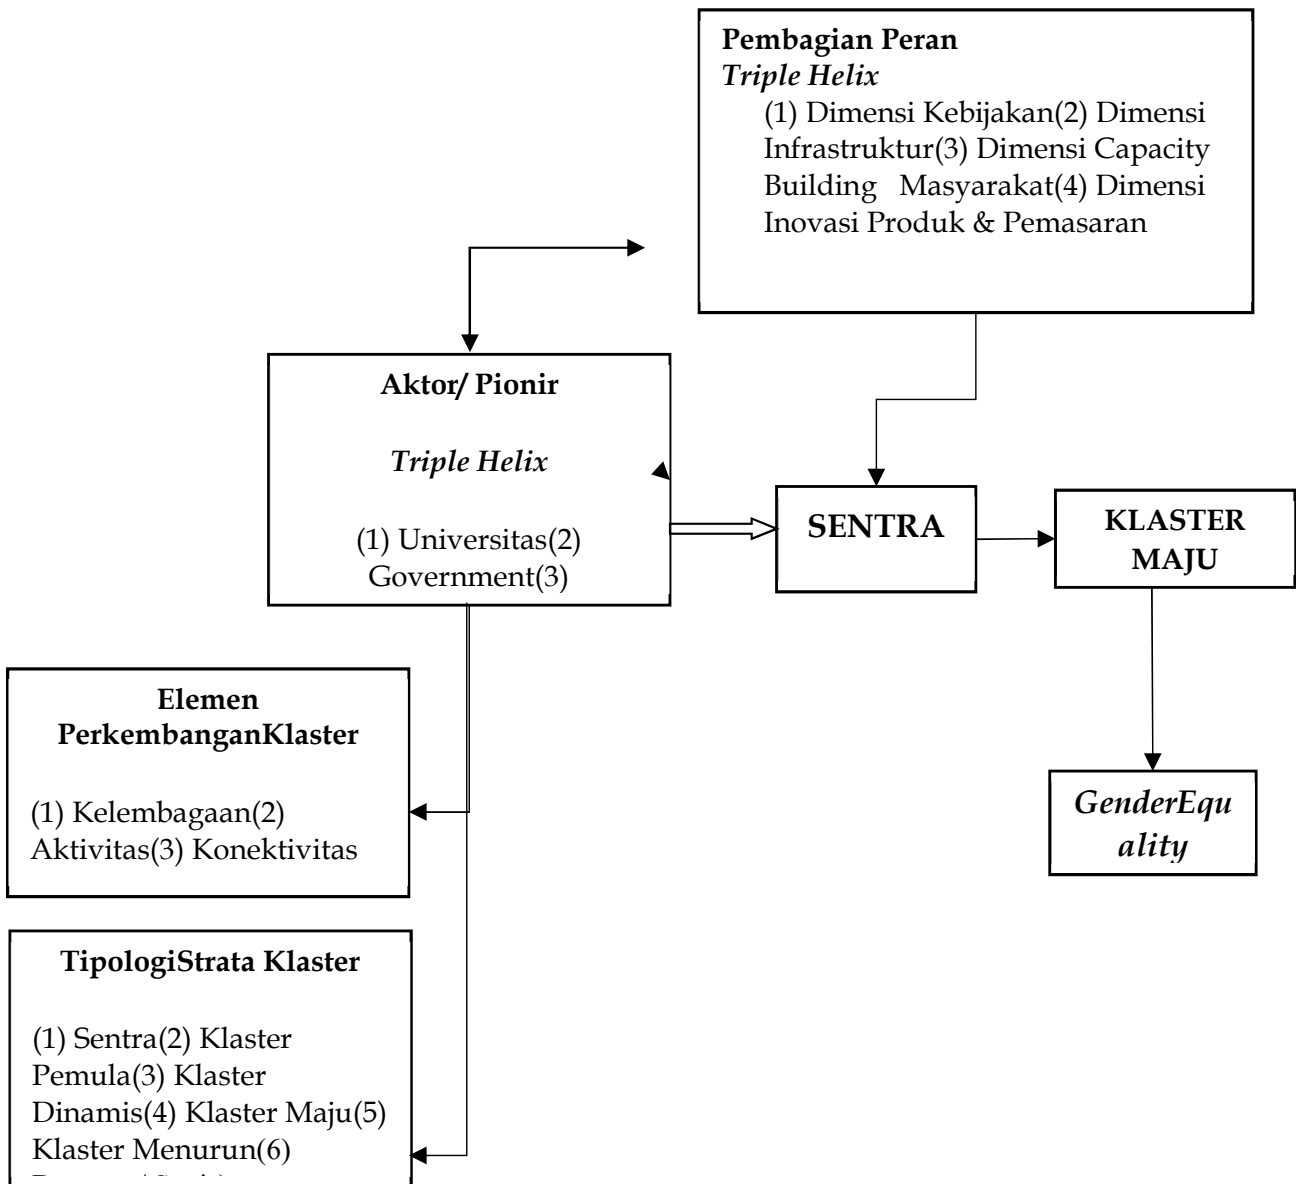 Pembagian Peran
Triple Helix
(1) Dimensi Kebijakan(2) Dimensi
Infrastruktur(3) Dimensi Capacity
Building Masyarakat(4) Dimensi
Inovasi Produk & Pemasaran
Aktor/ Pionir
Triple Helix
(1) Universitas(2)
Government(3)
SENTRA
KLASTER
MAJU
Elemen
PerkembanganKlaster
(1) Kelembagaan(2)
Aktivitas(3) Konektivitas
GenderEqu
ality
TipologiStrata Klaster
(1) Sentra(2) Klaster
Pemula(3) Klaster
Dinamis(4) Klaster Maju(5)
Klaster Menurun(6)